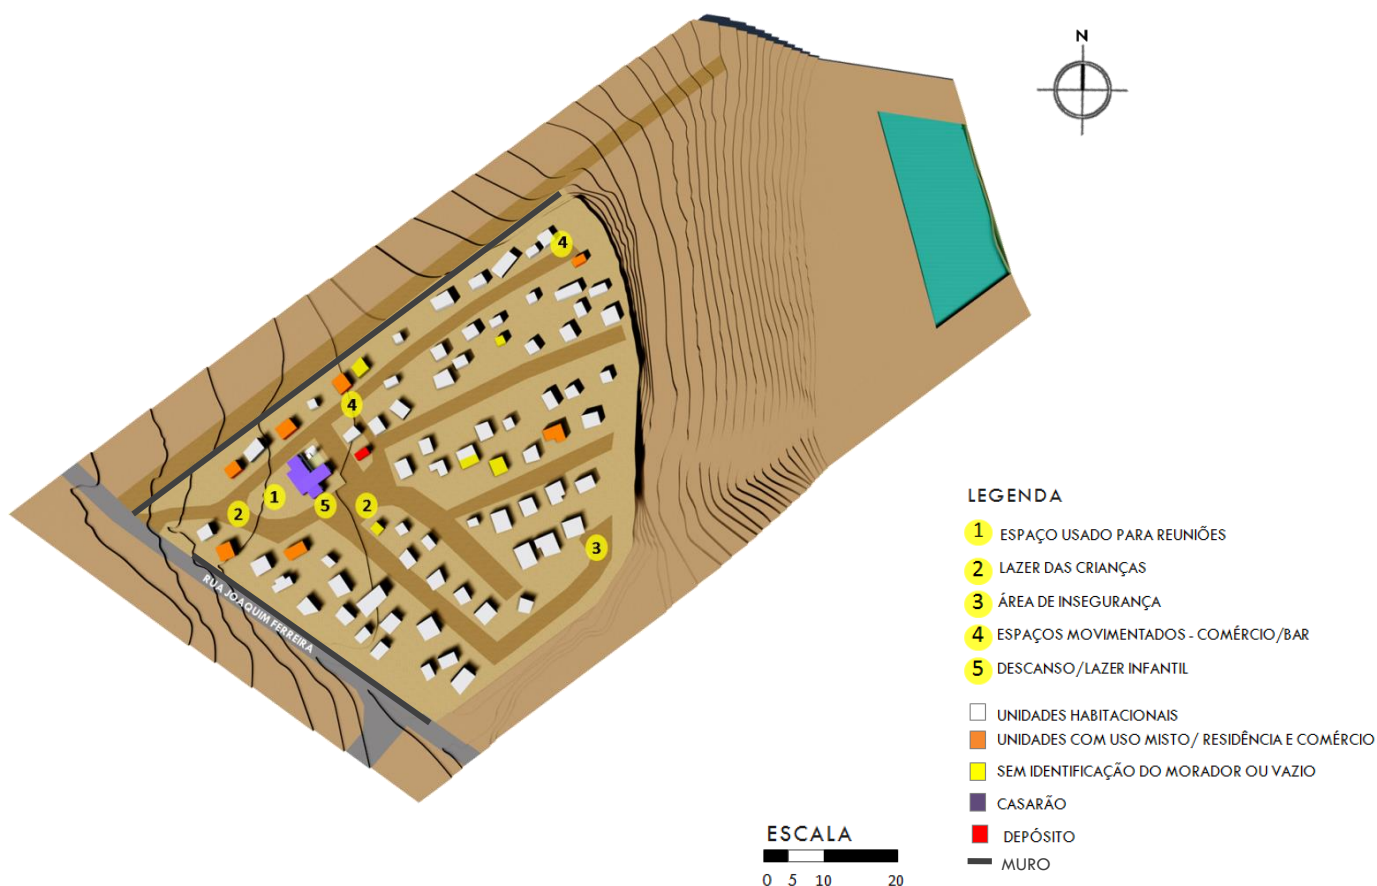 N
4
4
1
2
5
2
3
RUA JOAQUIM FERREIRA
LEGENDA
1 ESPAÇO USADO PARA REUNIÕES
2 LAZER DAS CRIANÇAS
3 ÁREA DE INSEGURANÇA
4 ESPAÇOS MOVIMENTADOS - COMÉRCIO/BAR
5 DESCANSO/LAZER INFANTIL
UNIDADES HABITACIONAIS
UNIDADES COM USO MISTO/ RESIDÊNCIA E COMÉRCIO
SEM IDENTIFICAÇÃO DO MORADOR OU VAZIO
CASARÃO
DEPÓSITO
MURO
ESCALA
0 5 10 20